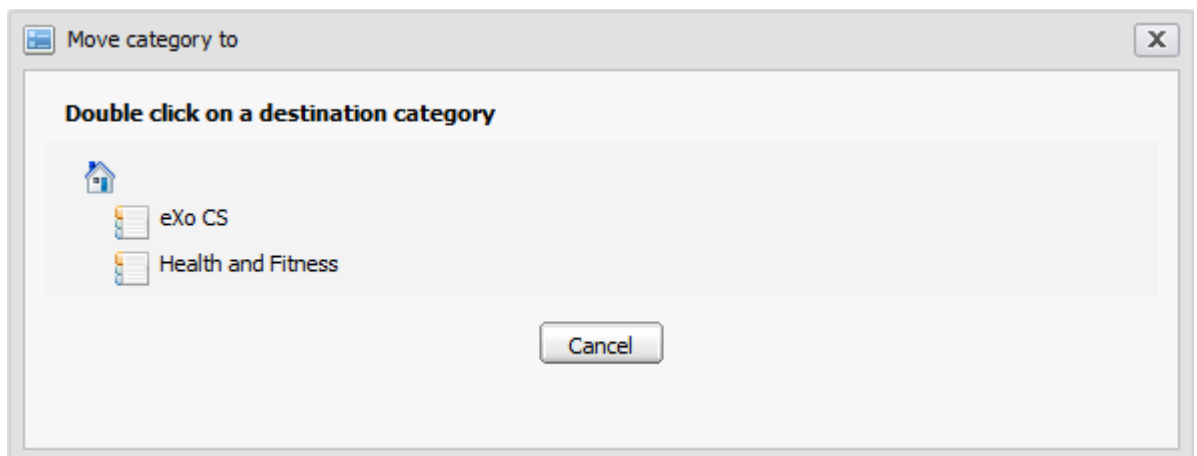 Move category to
X
Double click on a destination category
eXo CS
Health and Fitness
Cancel